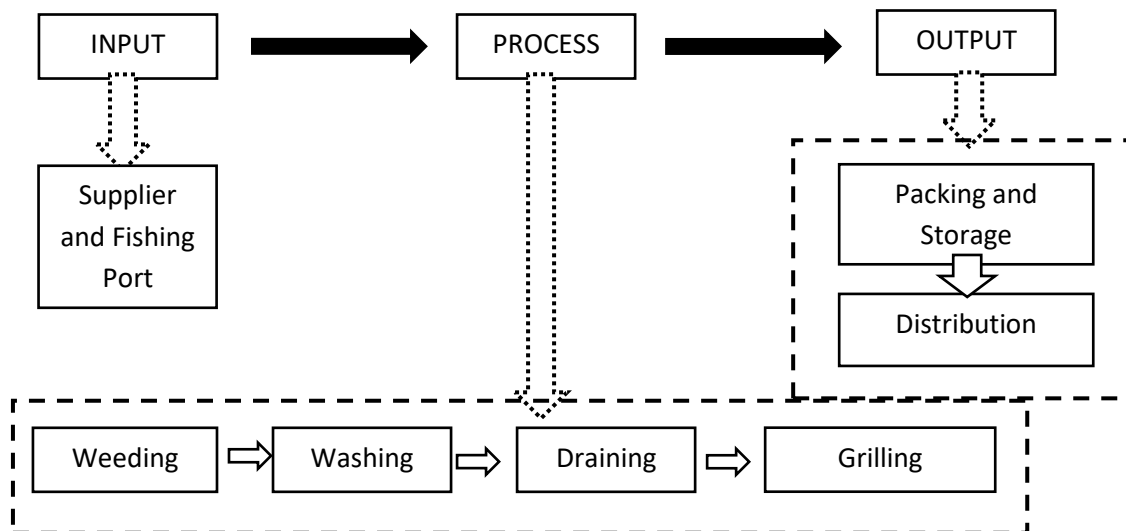 INPUT
PROCESS
OUTPUT
Supplier
and Fishing
Port
Packing and
Storage
Distribution
Weeding
Washing
Draining
Grilling